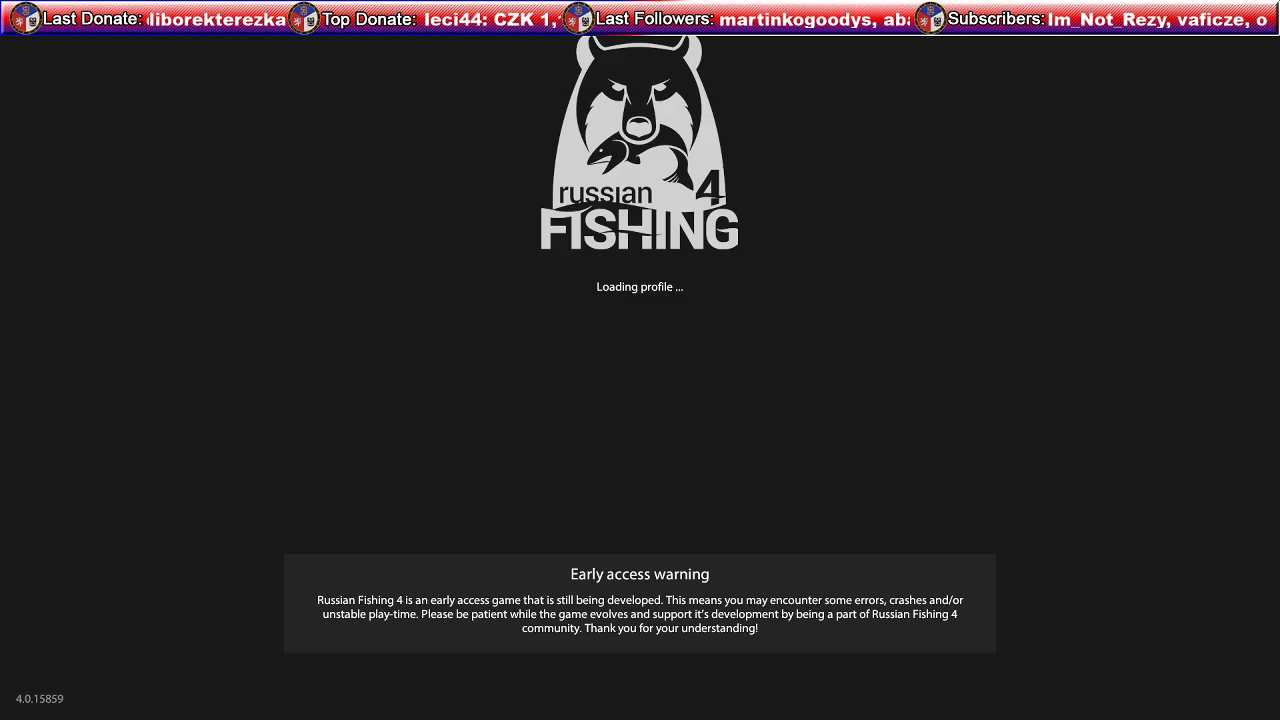 Last Donate: liborekterezka
Top Donate: leci44: CZK 1,
Last Followers: martinkogoodys, aba
Subscribers: Im_Not_Rezy, vaficze, o
russian 4
FISHING
Loading profile ...
Early access warning
Russian Fishing 4 is an early access game that is still being developed. This means you may encounter some errors, crashes and/or
unstable play-time. Please be patient while the game evolves and support it's development by being a part of Russian Fishing 4
community. Thank you for your understanding!
4.0.15859